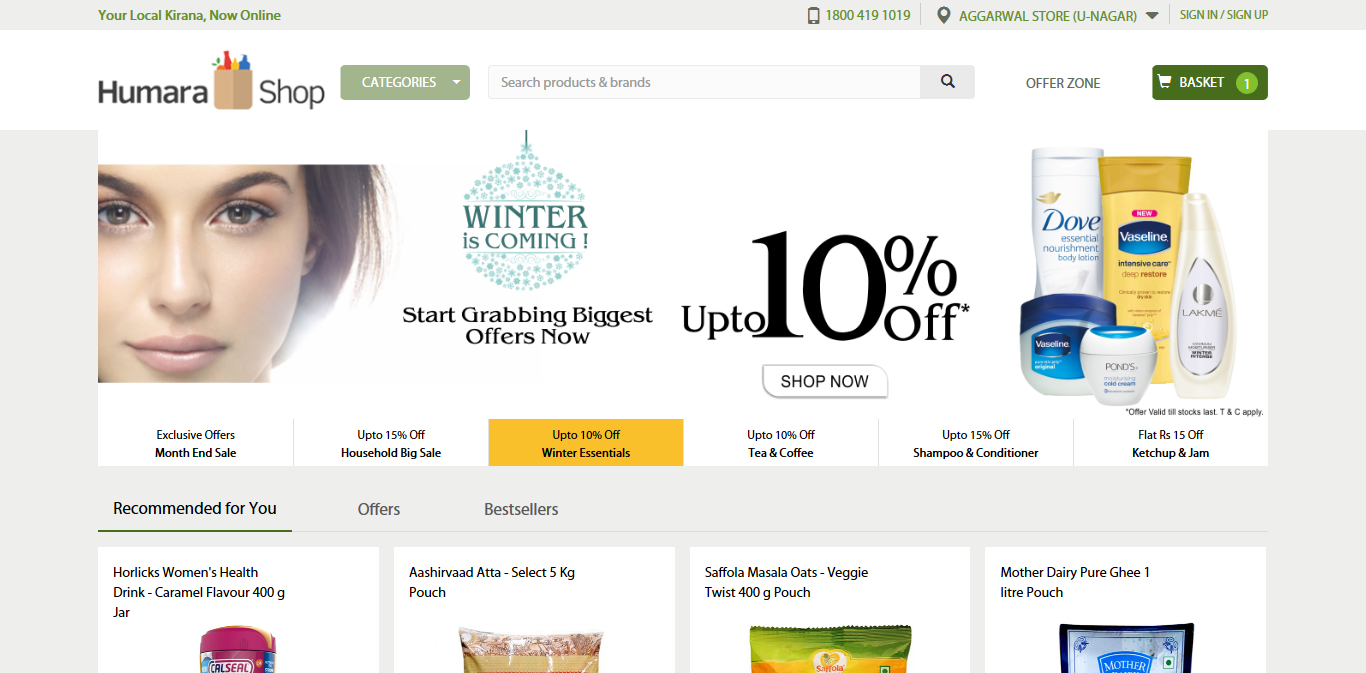 Your Local Kirana, Now Online
1800 419 1019
AGGARWAL STORE (U-NAGAR)
SIGN IN / SIGN UP
Humara Shop
CATEGORIES
Search products & brands
OFFER ZONE
BASKET 1
WINTER
is COMING !
Start Grabbing Biggest
Offers Now
Upto 10% Off*
SHOP NOW
Dove
essential
nourishment
body lotion
NEW
Vaseline
intensive care
deep restore
LAKMÉ
WINTER
INTENSE
Vaseline
original
POND'S
moisturising
cold cream
*Offer Valid till stocks last. T & C apply.
Exclusive Offers
Month End Sale
Upto 15% Off
Household Big Sale
Upto 10% Off
Winter Essentials
Upto 10% Off
Tea & Coffee
Upto 15% Off
Shampoo & Conditioner
Flat Rs 15 Off
Ketchup & Jam
Recommended for You
Offers
Bestsellers
Horlicks Women's Health
Drink - Caramel Flavour 400 g
Jar
Aashirvaad Atta - Select 5 Kg
Pouch
Saffola Masala Oats - Veggie
Twist 400 g Pouch
Mother Dairy Pure Ghee 1
litre Pouch
CALSEAL
Saffola
MOTHER